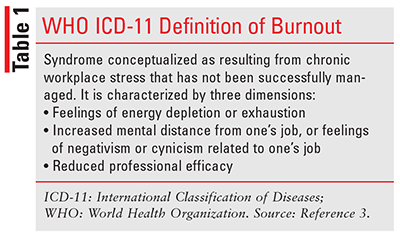 Table 1
WHO ICD-11 Definition of Burnout
Syndrome conceptualized as resulting from chronic
workplace stress that has not been successfully man-
aged. It is characterized by three dimensions:
• Feelings of energy depletion or exhaustion
• Increased mental distance from one's job, or feelings
of negativism or cynicism related to one's job
• Reduced professional efficacy
ICD-11: International Classification of Diseases;
WHO: World Health Organization. Source: Reference 3.